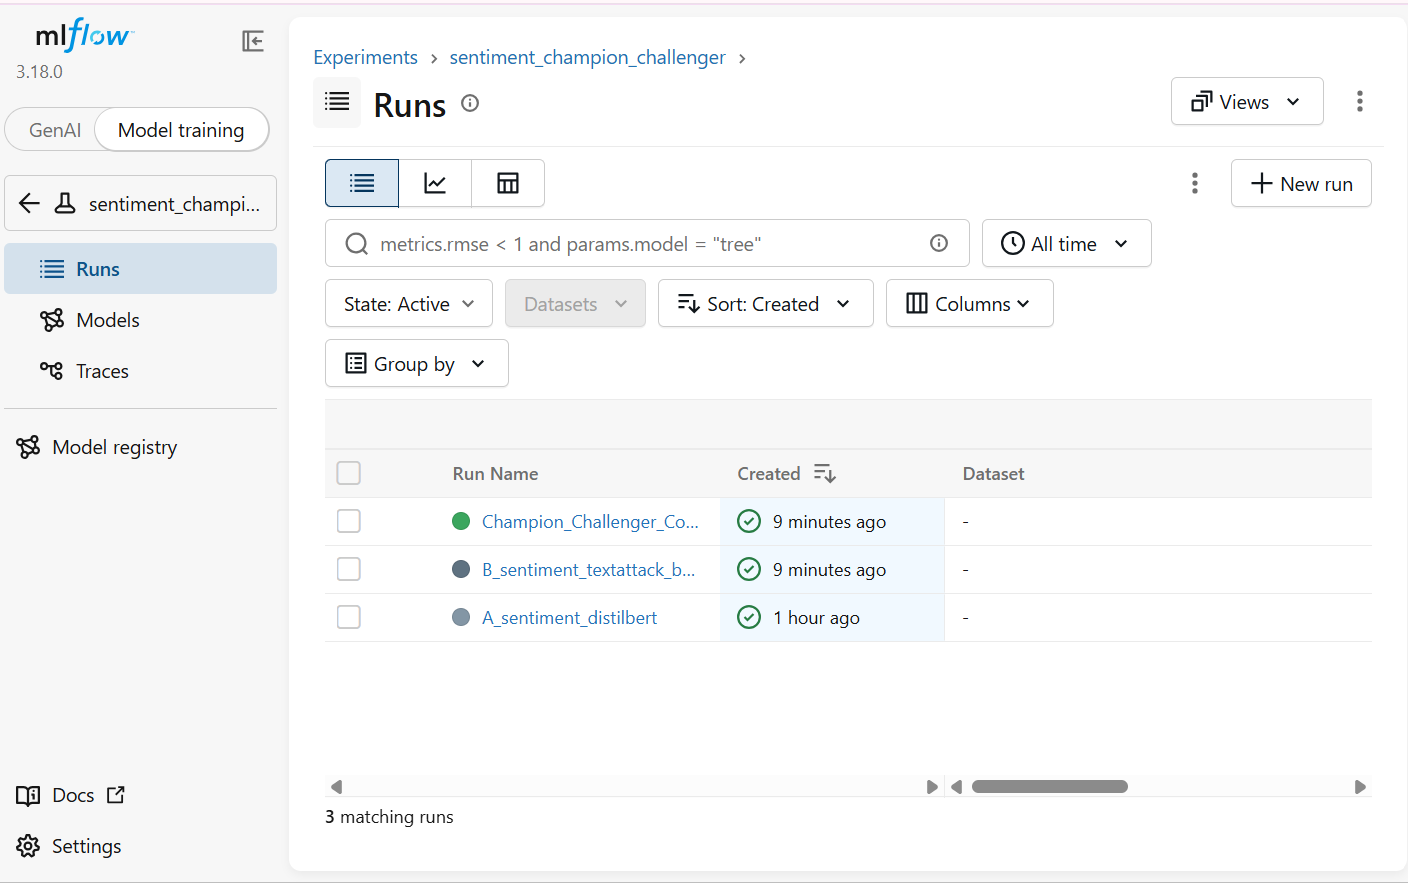 mlflow™
3.18.0
GenAI
Model training
sentiment_champi...
Runs
Models
Traces
Model registry
Docs
Settings
Experiments › sentiment_champion_challenger ›
Runs
Views
New run
metrics.rmse < 1 and params.model = "tree"
All time
State: Active
Datasets
Sort: Created
Columns
Group by
Run Name Created Dataset
Champion_Challenger_Co... 9 minutes ago -
B_sentiment_textattack_b... 9 minutes ago -
A_sentiment_distilbert 1 hour ago -
3 matching runs